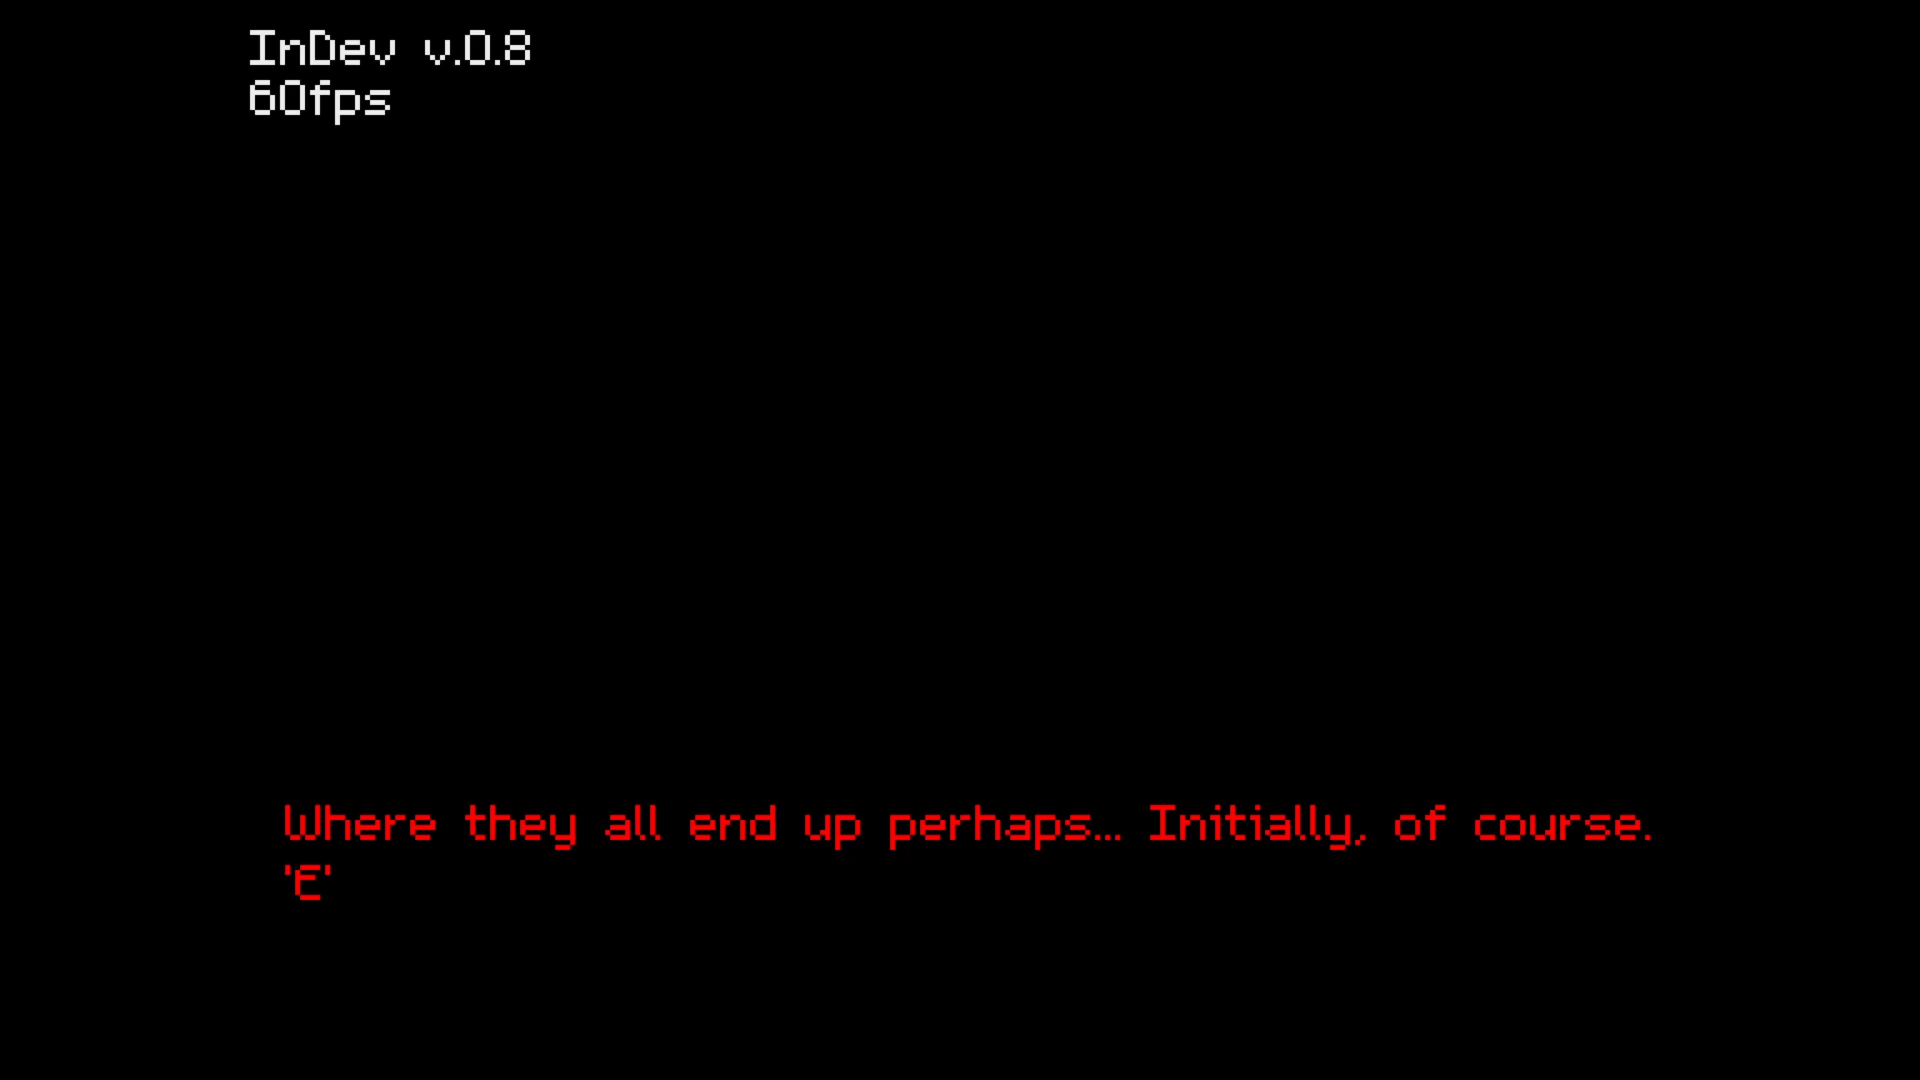 InDev v.0.8
60fps
Where they all end up perhaps... Initially, of course.
'E'